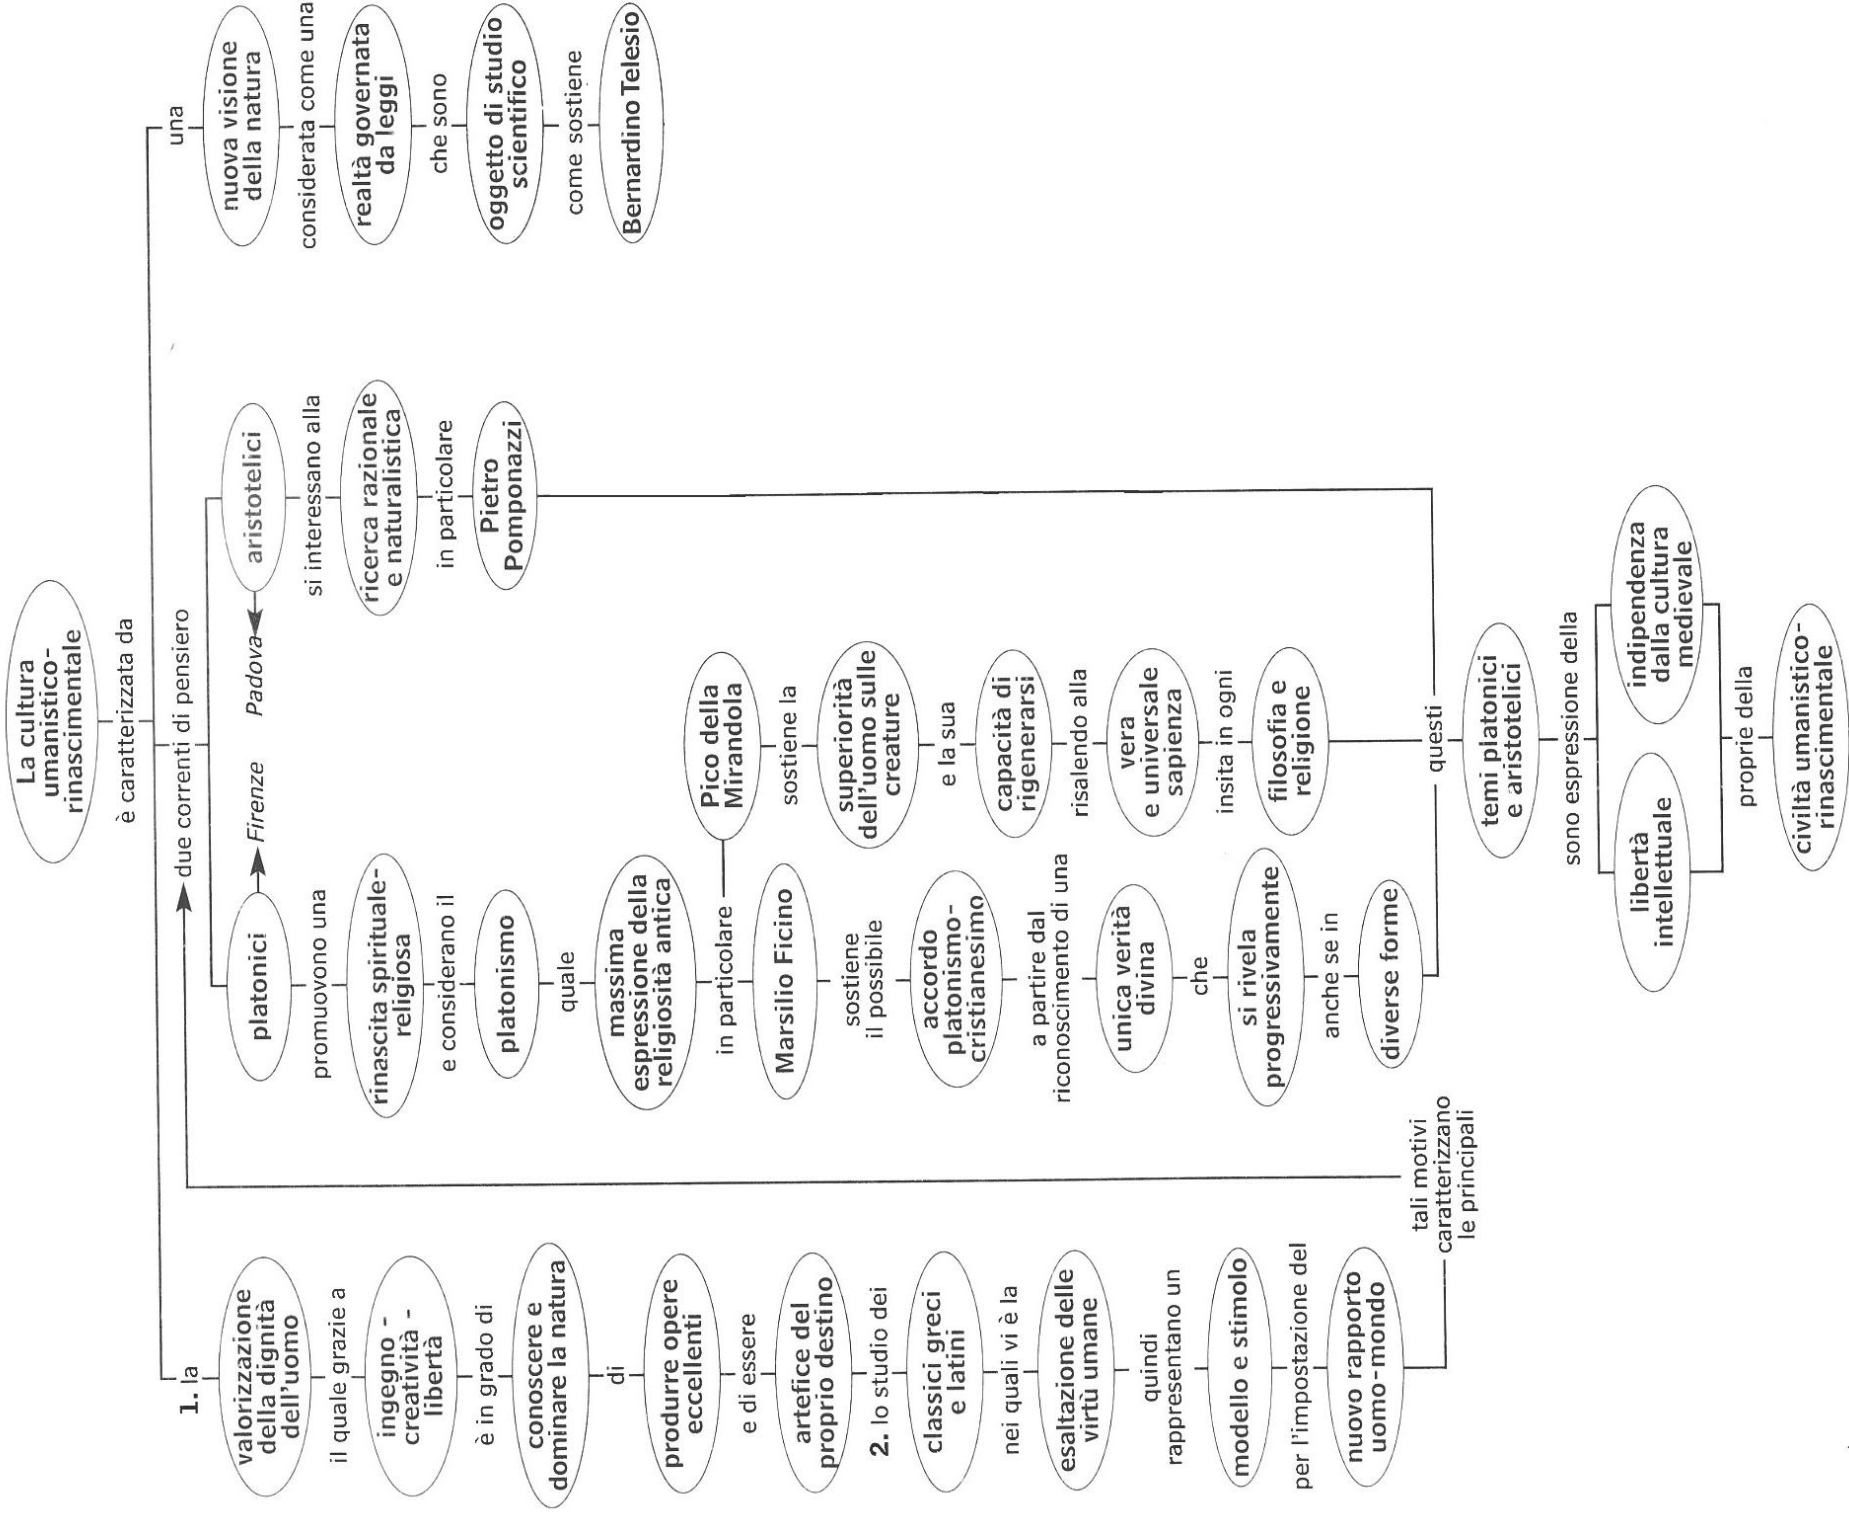 La cultura
umanistico-
rinascimentale
è caratterizzata da
1. la
valorizzazione
della dignità
dell'uomo
il quale grazie a
ingegno -
creatività -
libertà
è in grado di
conoscere e
dominare la natura
di
produrre opere
eccellenti
e di essere
artefice del
proprio destino
2. lo studio dei
classici greci
e latini
nei quali vi è la
esaltazione delle
virtù umane
quindi
rappresentano un
modello e stimolo
per l'impostazione del
nuovo rapporto
uomo-mondo
tali motivi
caratterizzano
le principali
due correnti di pensiero
platonici
Firenze
promuovono una
rinascita spirituale-
religiosa
e considerano il
platonismo
quale
massima
espressione della
religiosità antica
in particolare
Marsilio Ficino
sostiene
il possibile
accordo
platonismo-
cristianesimo
a partire dal
riconoscimento di una
unica verità
divina
che
si rivela
progressivamente
anche se in
diverse forme
Pico della
Mirandola
sostiene la
superiorità
dell'uomo sulle
creature
e la sua
capacità di
rigenerarsi
risalendo alla
vera
e universale
sapienza
insita in ogni
filosofia e
religione
Padova
aristotelici
si interessano alla
ricerca razionale
e naturalistica
in particolare
Pietro
Pomponazzi
questi
temi platonici
e aristotelici
sono espressione della
libertà
intellettuale
indipendenza
dalla cultura
medievale
proprie della
civiltà umanistico-
rinascimentale
una
nuova visione
della natura
considerata come una
realtà governata
da leggi
che sono
oggetto di studio
scientifico
come sostiene
Bernardino Telesio